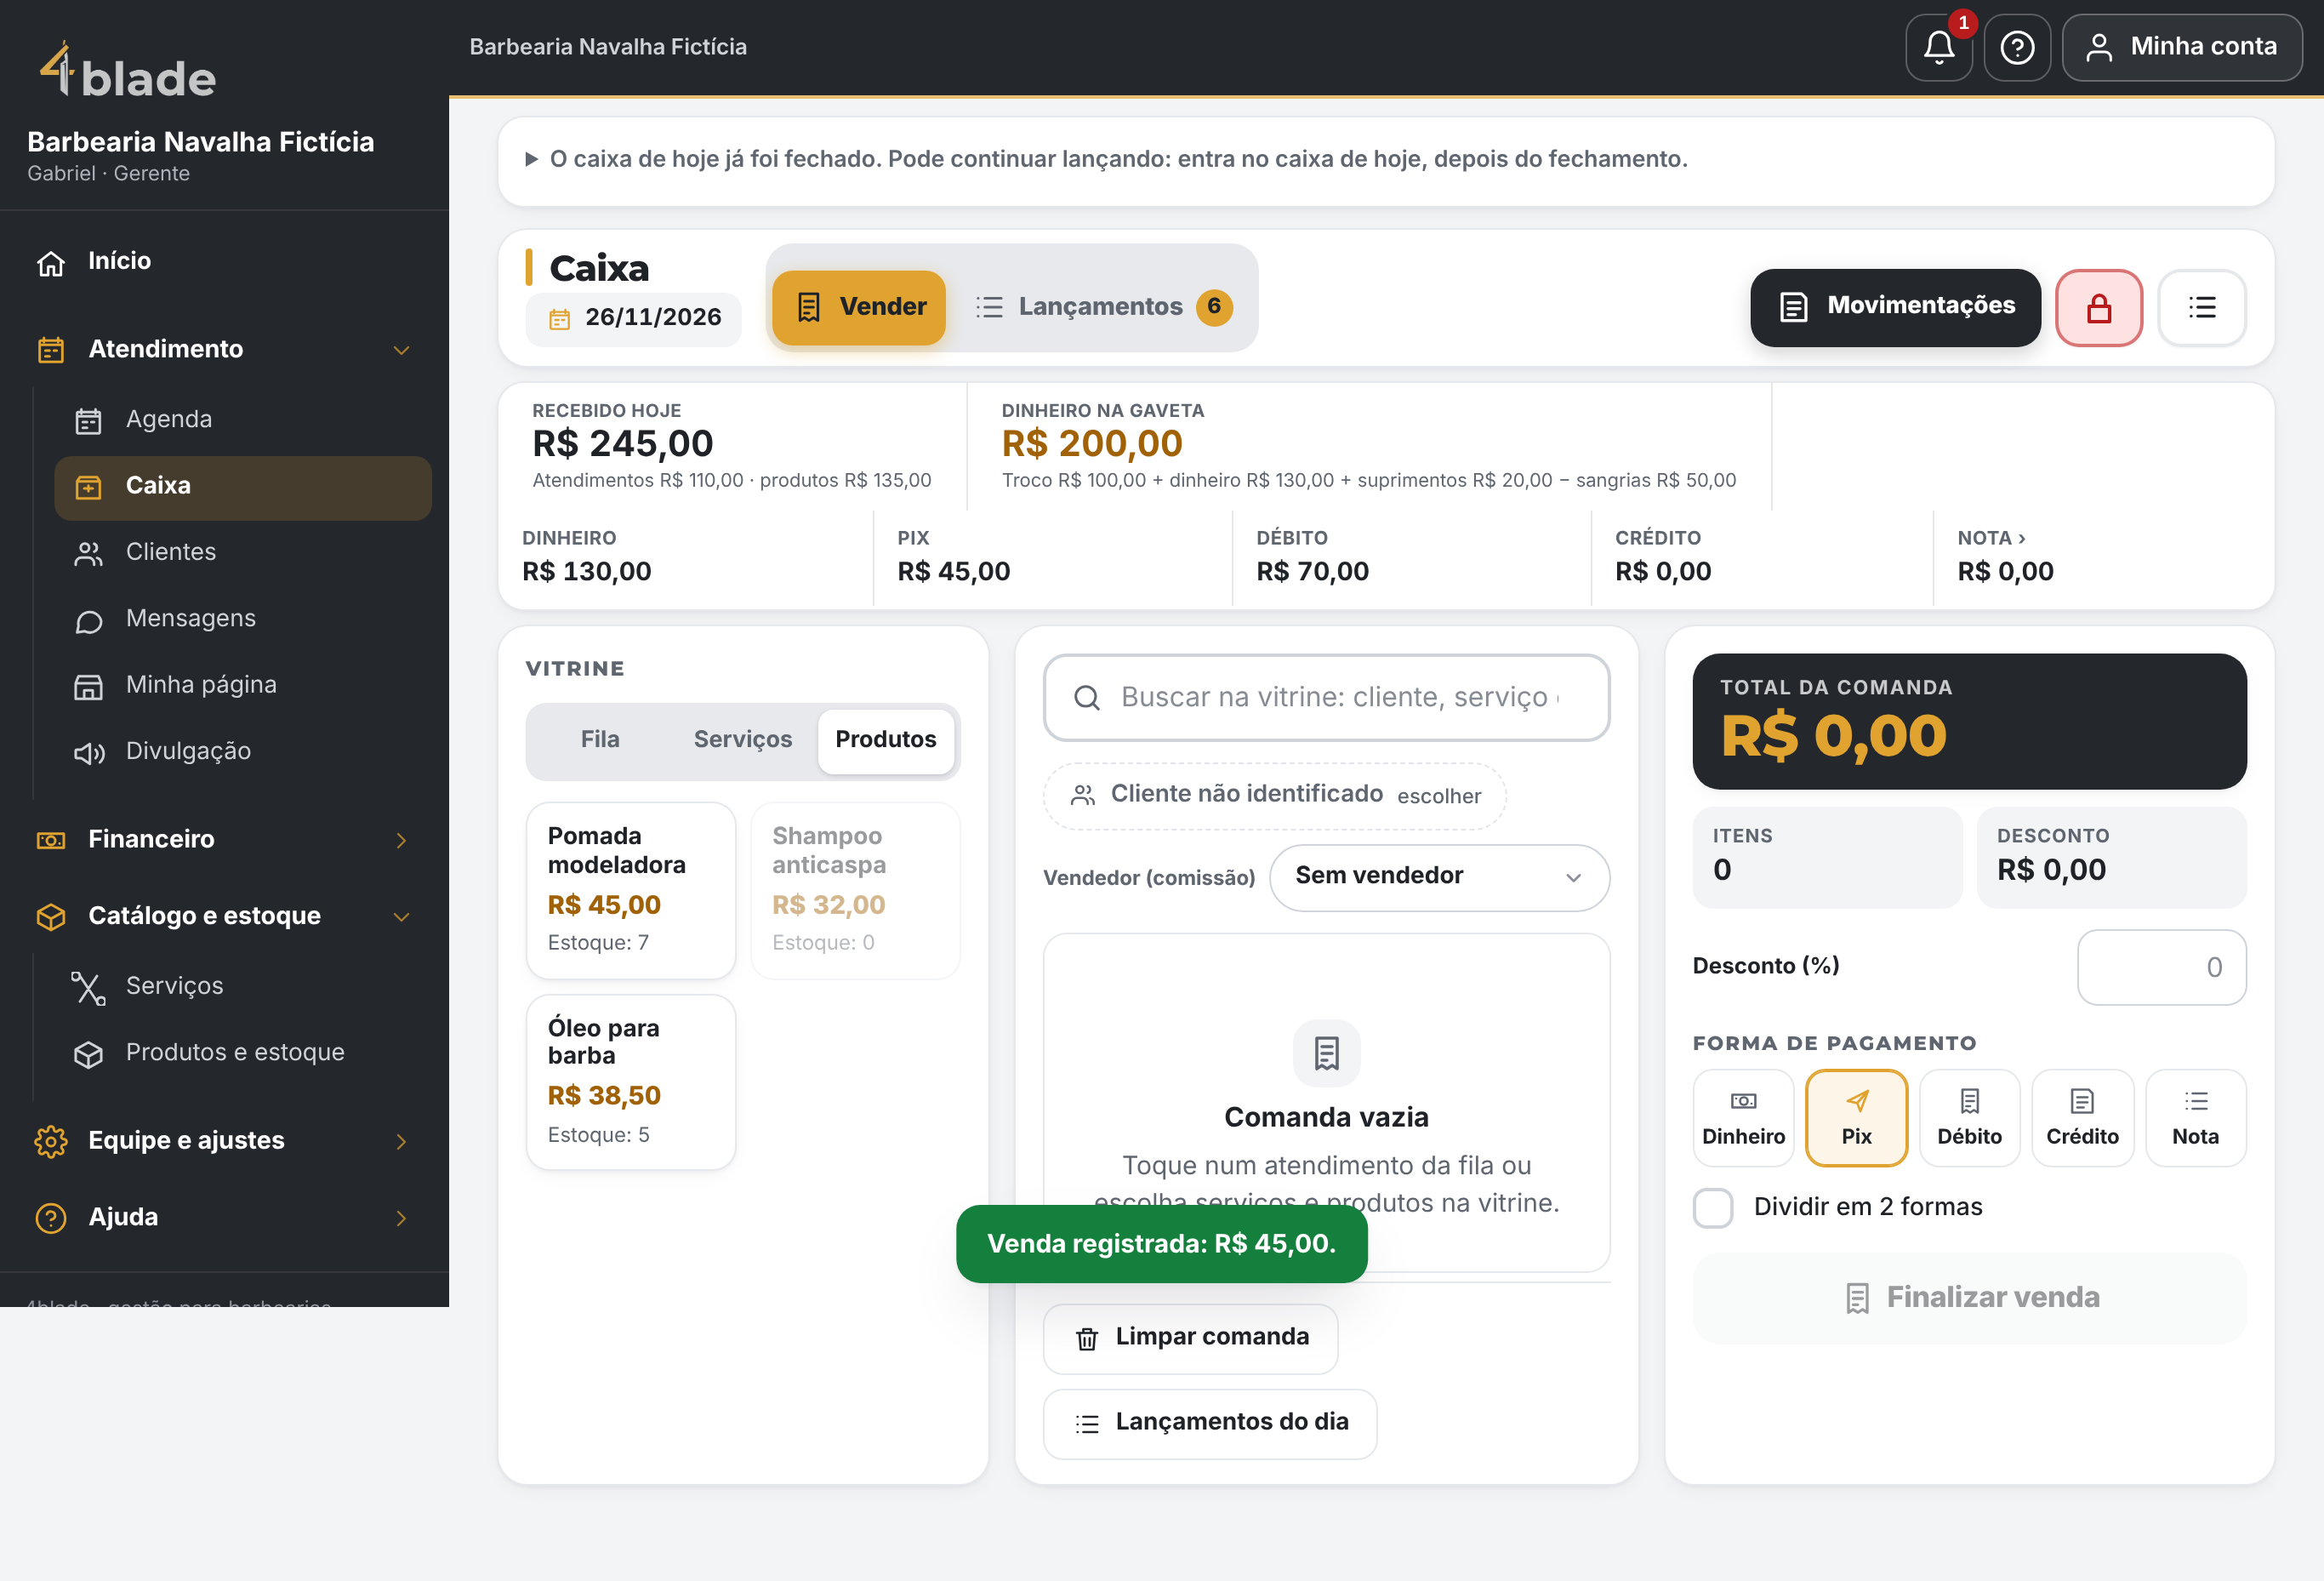 4blade
Barbearia Navalha Fictícia
Gabriel · Gerente
Início
Atendimento
Agenda
Caixa
Clientes
Mensagens
Minha página
Divulgação
Financeiro
Catálogo e estoque
Serviços
Produtos e estoque
Equipe e ajustes
Ajuda
4blade · gestão para barbearias
Barbearia Navalha Fictícia
1
Minha conta
O caixa de hoje já foi fechado. Pode continuar lançando: entra no caixa de hoje, depois do fechamento.
Caixa
26/11/2026
Vender
Lançamentos 6
Movimentações
RECEBIDO HOJE
R$ 245,00
Atendimentos R$ 110,00 · produtos R$ 135,00
DINHEIRO NA GAVETA
R$ 200,00
Troco R$ 100,00 + dinheiro R$ 130,00 + suprimentos R$ 20,00 − sangrias R$ 50,00
DINHEIRO
R$ 130,00
PIX
R$ 45,00
DÉBITO
R$ 70,00
CRÉDITO
R$ 0,00
NOTA ›
R$ 0,00
VITRINE
Fila Serviços Produtos
Pomada
modeladora
R$ 45,00
Estoque: 7
Shampoo
anticaspa
R$ 32,00
Estoque: 0
Óleo para
barba
R$ 38,50
Estoque: 5
Buscar na vitrine: cliente, serviço
Cliente não identificado escolher
Vendedor (comissão) Sem vendedor
Comanda vazia
Toque num atendimento da fila ou
escolha serviços e produtos na vitrine.
Venda registrada: R$ 45,00.
Limpar comanda
Lançamentos do dia
TOTAL DA COMANDA
R$ 0,00
ITENS
0
DESCONTO
R$ 0,00
Desconto (%) 0
FORMA DE PAGAMENTO
Dinheiro Pix Débito Crédito Nota
Dividir em 2 formas
Finalizar venda